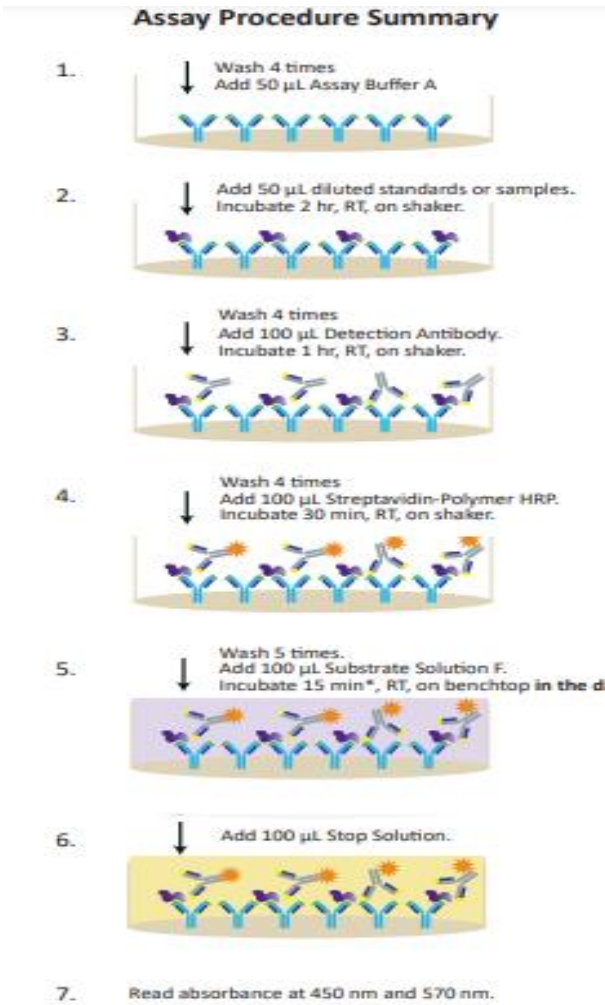 Assay Procedure Summary
1.
Wash 4 times
Add 50 µL Assay Buffer A
2.
Add 50 µL diluted standards or samples.
Incubate 2 hr, RT, on shaker.
3.
Wash 4 times
Add 100 µL Detection Antibody.
Incubate 1 hr, RT, on shaker.
4.
Wash 4 times
Add 100 µL Streptavidin-Polymer HRP.
Incubate 30 min, RT, on shaker.
5.
Wash 5 times.
Add 100 µL Substrate Solution F.
Incubate 15 min*, RT, on benchtop in the d
6.
Add 100 µL Stop Solution.
7.
Read absorbance at 450 nm and 570 nm.